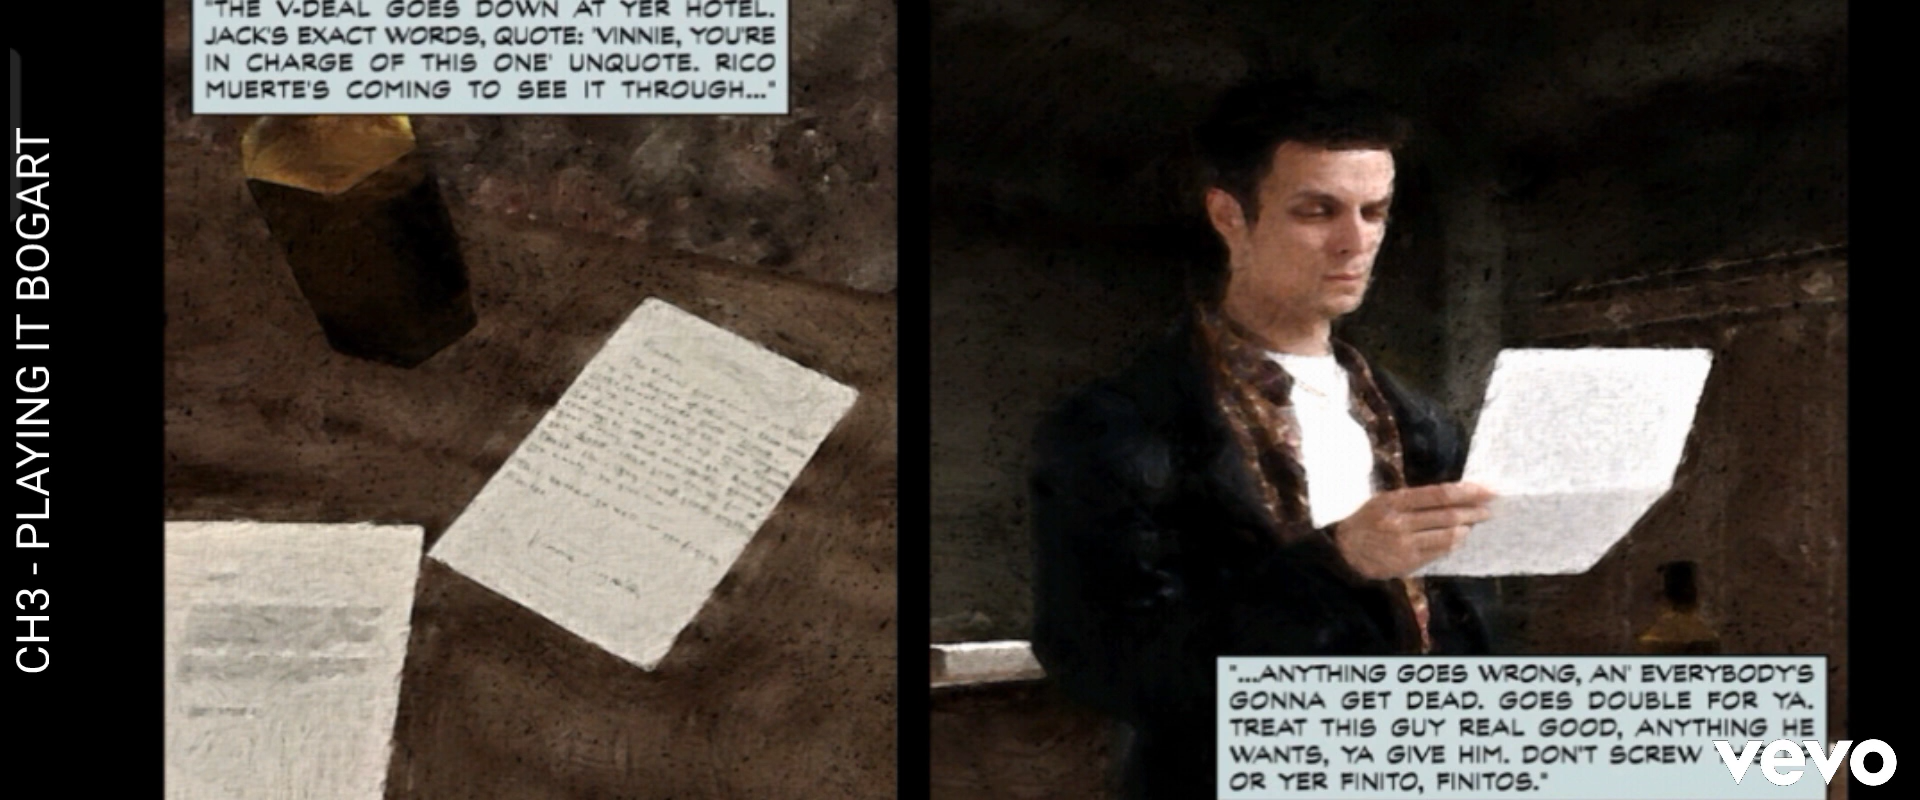 CH3 - PLAYING IT BOGART
"THE V-DEAL GOES DOWN AT YER HOTEL.
JACK'S EXACT WORDS, QUOTE: 'VINNIE, YOU'RE
IN CHARGE OF THIS ONE' UNQUOTE. RICO
MUERTE'S COMING TO SEE IT THROUGH..."
"...ANYTHING GOES WRONG, AN' EVERYBODY'S
GONNA GET DEAD. GOES DOUBLE FOR YA.
TREAT THIS GUY REAL GOOD, ANYTHING HE
WANTS, YA GIVE HIM. DON'T SCREW
OR YER FINITO, FINITOS."
vevo